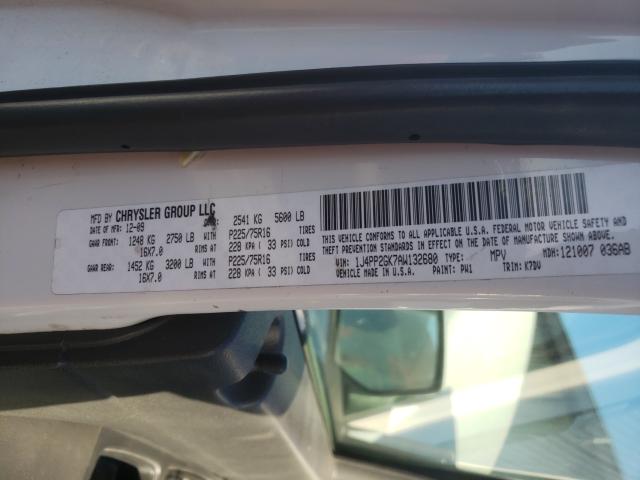 MFD BY CHRYSLER GROUP LLC
DATE OF MFR: 12-09 GVWR: 2541 KG 5600 LB
GAWR FRONT: 1248 KG 2750 LB WITH P225/75R16 TIRES
16X7.0 RIMS AT 228 KPA( 33 PSI) COLD
GAWR REAR: 1452 KG 3200 LB WITH P225/75R16 TIRES
16X7.0 RIMS AT 228 KPA( 33 PSI) COLD
THIS VEHICLE CONFORMS TO ALL APPLICABLE U.S.A. FEDERAL MOTOR VEHICLE SAFETY AND
THEFT PREVENTION STANDARDS IN EFFECT ON THE DATE OF MANUFACTURE SHOWN ABOVE.
VEHICLE MADE IN U.S.A. MDH: 121007 036AB
VIN: 1J4PP2GK7AW132680 TYPE: MPV
PAINT: PW1 TRIM: K7DV